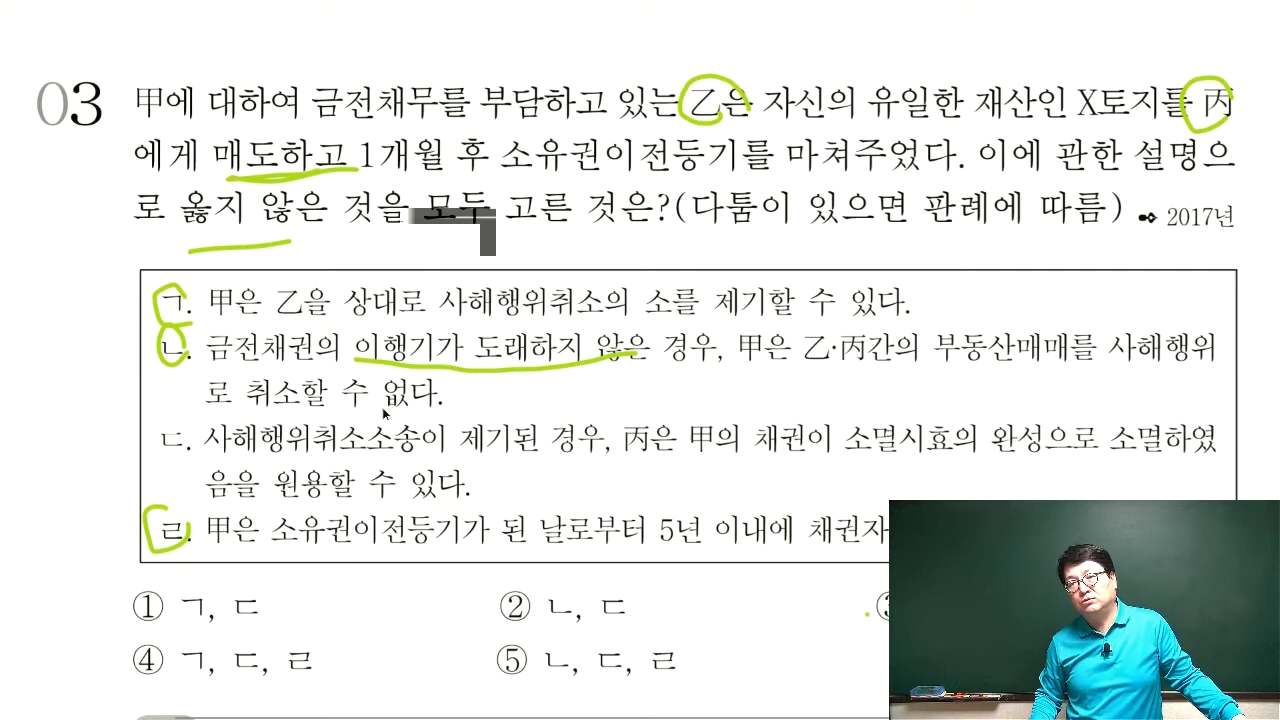 03
甲에 대하여 금전채무를 부담하고 있는 乙은 자신의 유일한 재산인 X토지를 丙
에게 매도하고 1개월 후 소유권이전등기를 마쳐주었다. 이에 관한 설명으
로 옳지 않은 것을 모두 고른 것은?(다툼이 있으면 판례에 따름) 2017년
ㄱ. 甲은 乙을 상대로 사해행위취소의 소를 제기할 수 있다.
ㄴ. 금전채권의 이행기가 도래하지 않은 경우, 甲은 乙·丙간의 부동산매매를 사해행위
로 취소할 수 없다.
ㄷ. 사해행위취소소송이 제기된 경우, 丙은 甲의 채권이 소멸시효의 완성으로 소멸하였
음을 원용할 수 있다.
ㄹ. 甲은 소유권이전등기가 된 날로부터 5년 이내에 채권자
① ㄱ, ㄷ
② ㄴ, ㄷ
④ ㄱ, ㄷ, ㄹ
⑤ ㄴ, ㄷ, ㄹ